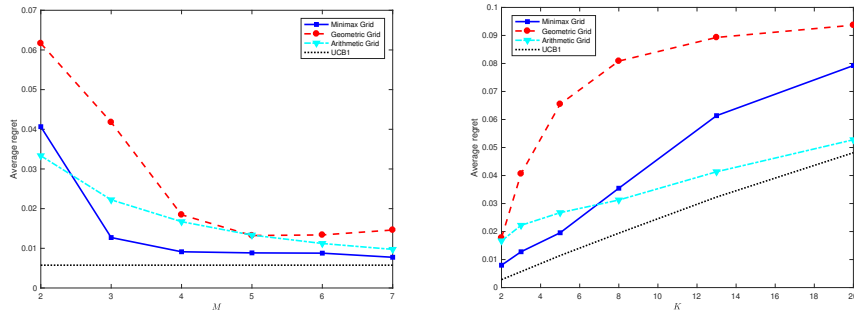 0.07
0.06
0.05
0.04
0.03
0.02
0.01
0
Average regret
2
3
4
5
6
7
M
Minimax Grid
Geometric Grid
Arithmetic Grid
UCB1
0.1
0.09
0.08
0.07
0.06
0.05
0.04
0.03
0.02
0.01
0
Average regret
2
4
6
8
10
12
14
16
18
20
K
Minimax Grid
Geometric Grid
Arithmetic Grid
UCB1